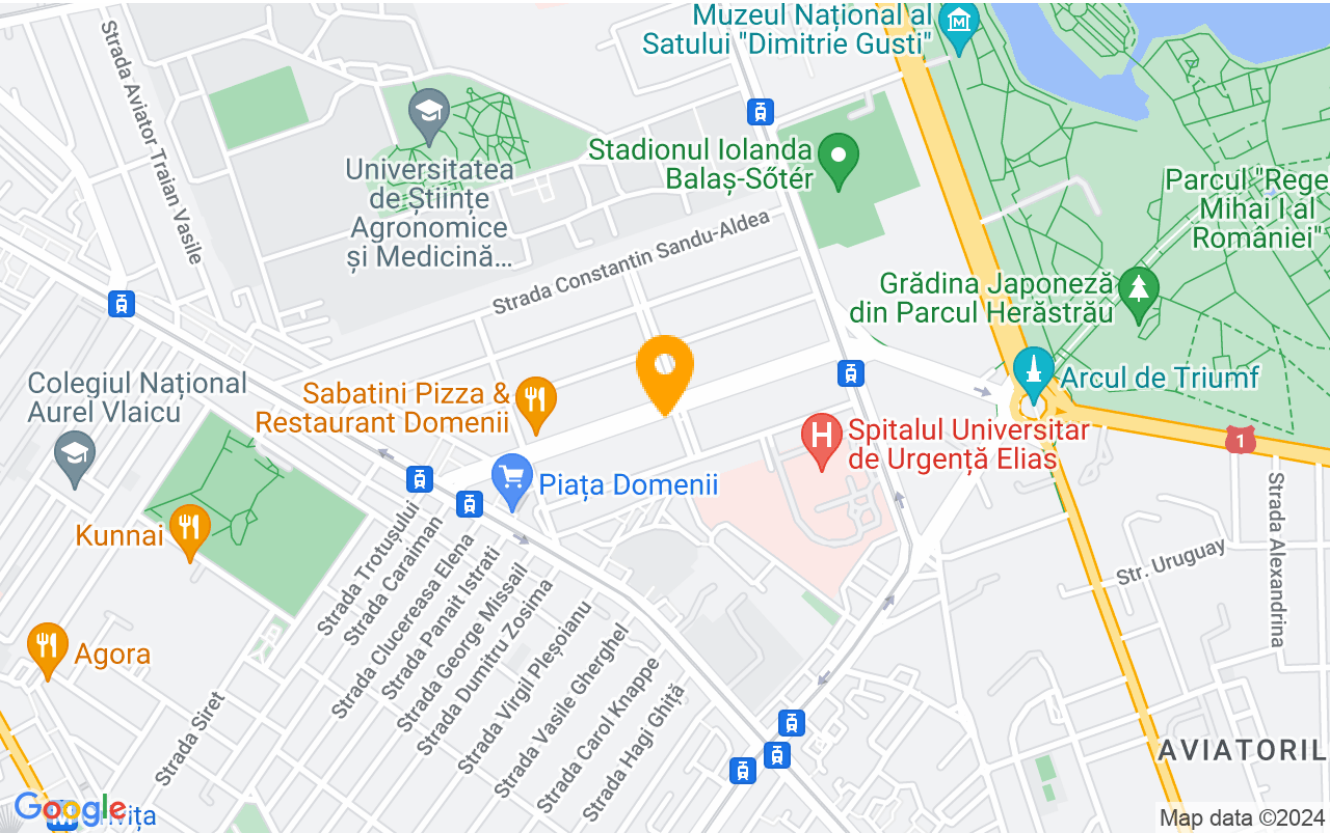 Muzeul Național al
Satului "Dimitrie Gusti"
Strada Aviator Traian Vasile
Stadionul Iolanda
Balaș-Sőtér
Universitatea
de Științe
Agronomice
și Medicină...
Parcul "Rege
Mihai I al
României"
Strada Constantin Sandu-Aldea
Grădina Japoneză
din Parcul Herăstrău
Colegiul Național
Aurel Vlaicu
Sabatini Pizza &
Restaurant Domenii
Arcul de Triumf
H
Spitalul Universitar
de Urgență Elias
1
Piața Domenii
Kunnai
Strada Trotușului
Strada Caraiman
Strada Clucereasa Elena
Strada Panait Istrati
Strada George Missail
Strada Dumitru Zosima
Strada Virgil Pleșoianu
Strada Vasile Gherghel
Strada Carol Knappe
Strada Hagi Ghiță
Str. Uruguay
Strada Alexandrina
Agora
Strada Siret
AVIATORIL
Google
ița
Map data ©2024